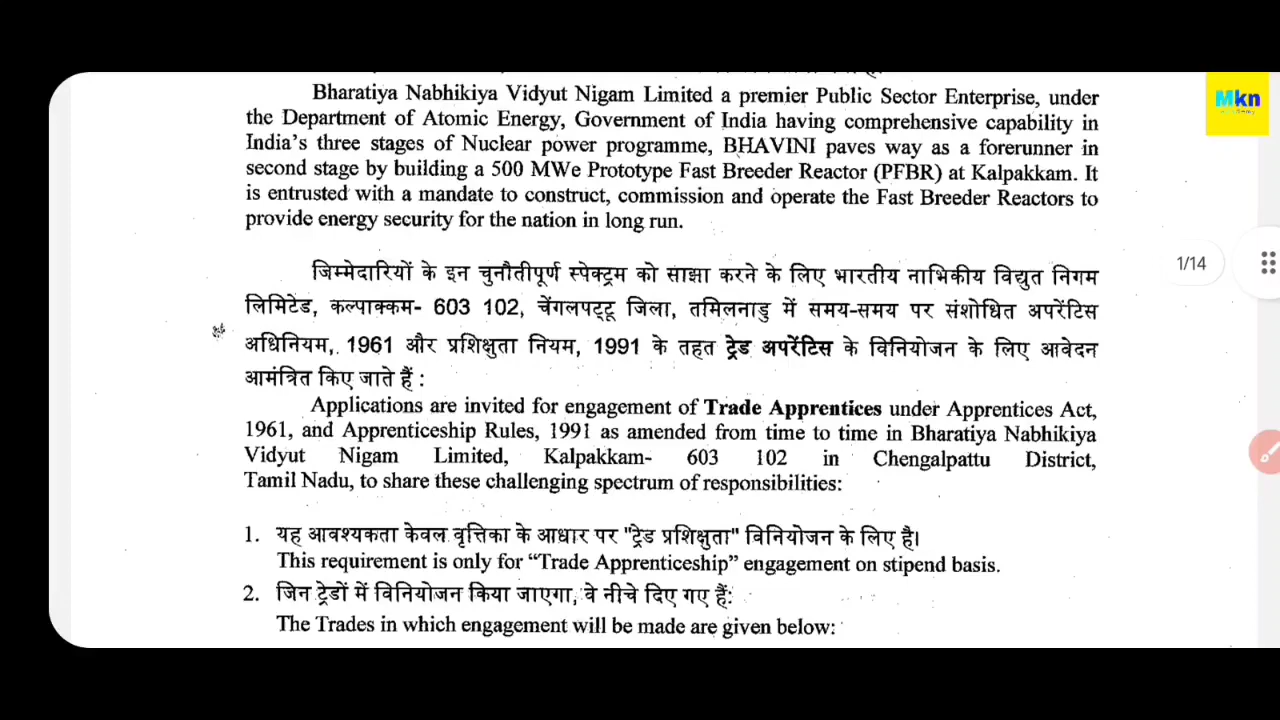 Bharatiya Nabhikiya Vidyut Nigam Limited a premier Public Sector Enterprise, under
the Department of Atomic Energy, Government of India having comprehensive capability in
India's three stages of Nuclear power programme, BHAVINI paves way as a forerunner in
second stage by building a 500 MWe Prototype Fast Breeder Reactor (PFBR) at Kalpakkam. It
is entrusted with a mandate to construct, commission and operate the Fast Breeder Reactors to
provide energy security for the nation in long run.
जिम्मेदारियों के इन चुनौतीपूर्ण स्पेक्ट्रम को साझा करने के लिए भारतीय नाभिकीय विद्युत निगम
लिमिटेड, कल्पाक्कम- 603 102, चेंगलपट्टू जिला, तमिलनाडु में समय-समय पर संशोधित अपरेंटिस
अधिनियम, 1961 और प्रशिक्षुता नियम, 1991 के तहत ट्रेड अपरेंटिस के विनियोजन के लिए आवेदन
आमंत्रित किए जाते हैं :
Applications are invited for engagement of Trade Apprentices under Apprentices Act,
1961, and Apprenticeship Rules, 1991 as amended from time to time in Bharatiya Nabhikiya
Vidyut Nigam Limited, Kalpakkam- 603 102 in Chengalpattu District,
Tamil Nadu, to share these challenging spectrum of responsibilities:
1. यह आवश्यकता केवल वृत्तिका के आधार पर "ट्रेड प्रशिक्षुता" विनियोजन के लिए है।
This requirement is only for “Trade Apprenticeship” engagement on stipend basis.
2. जिन ट्रेडों में विनियोजन किया जाएगा, वे नीचे दिए गए हैं:
The Trades in which engagement will be made are given below:
Mkn
1/14